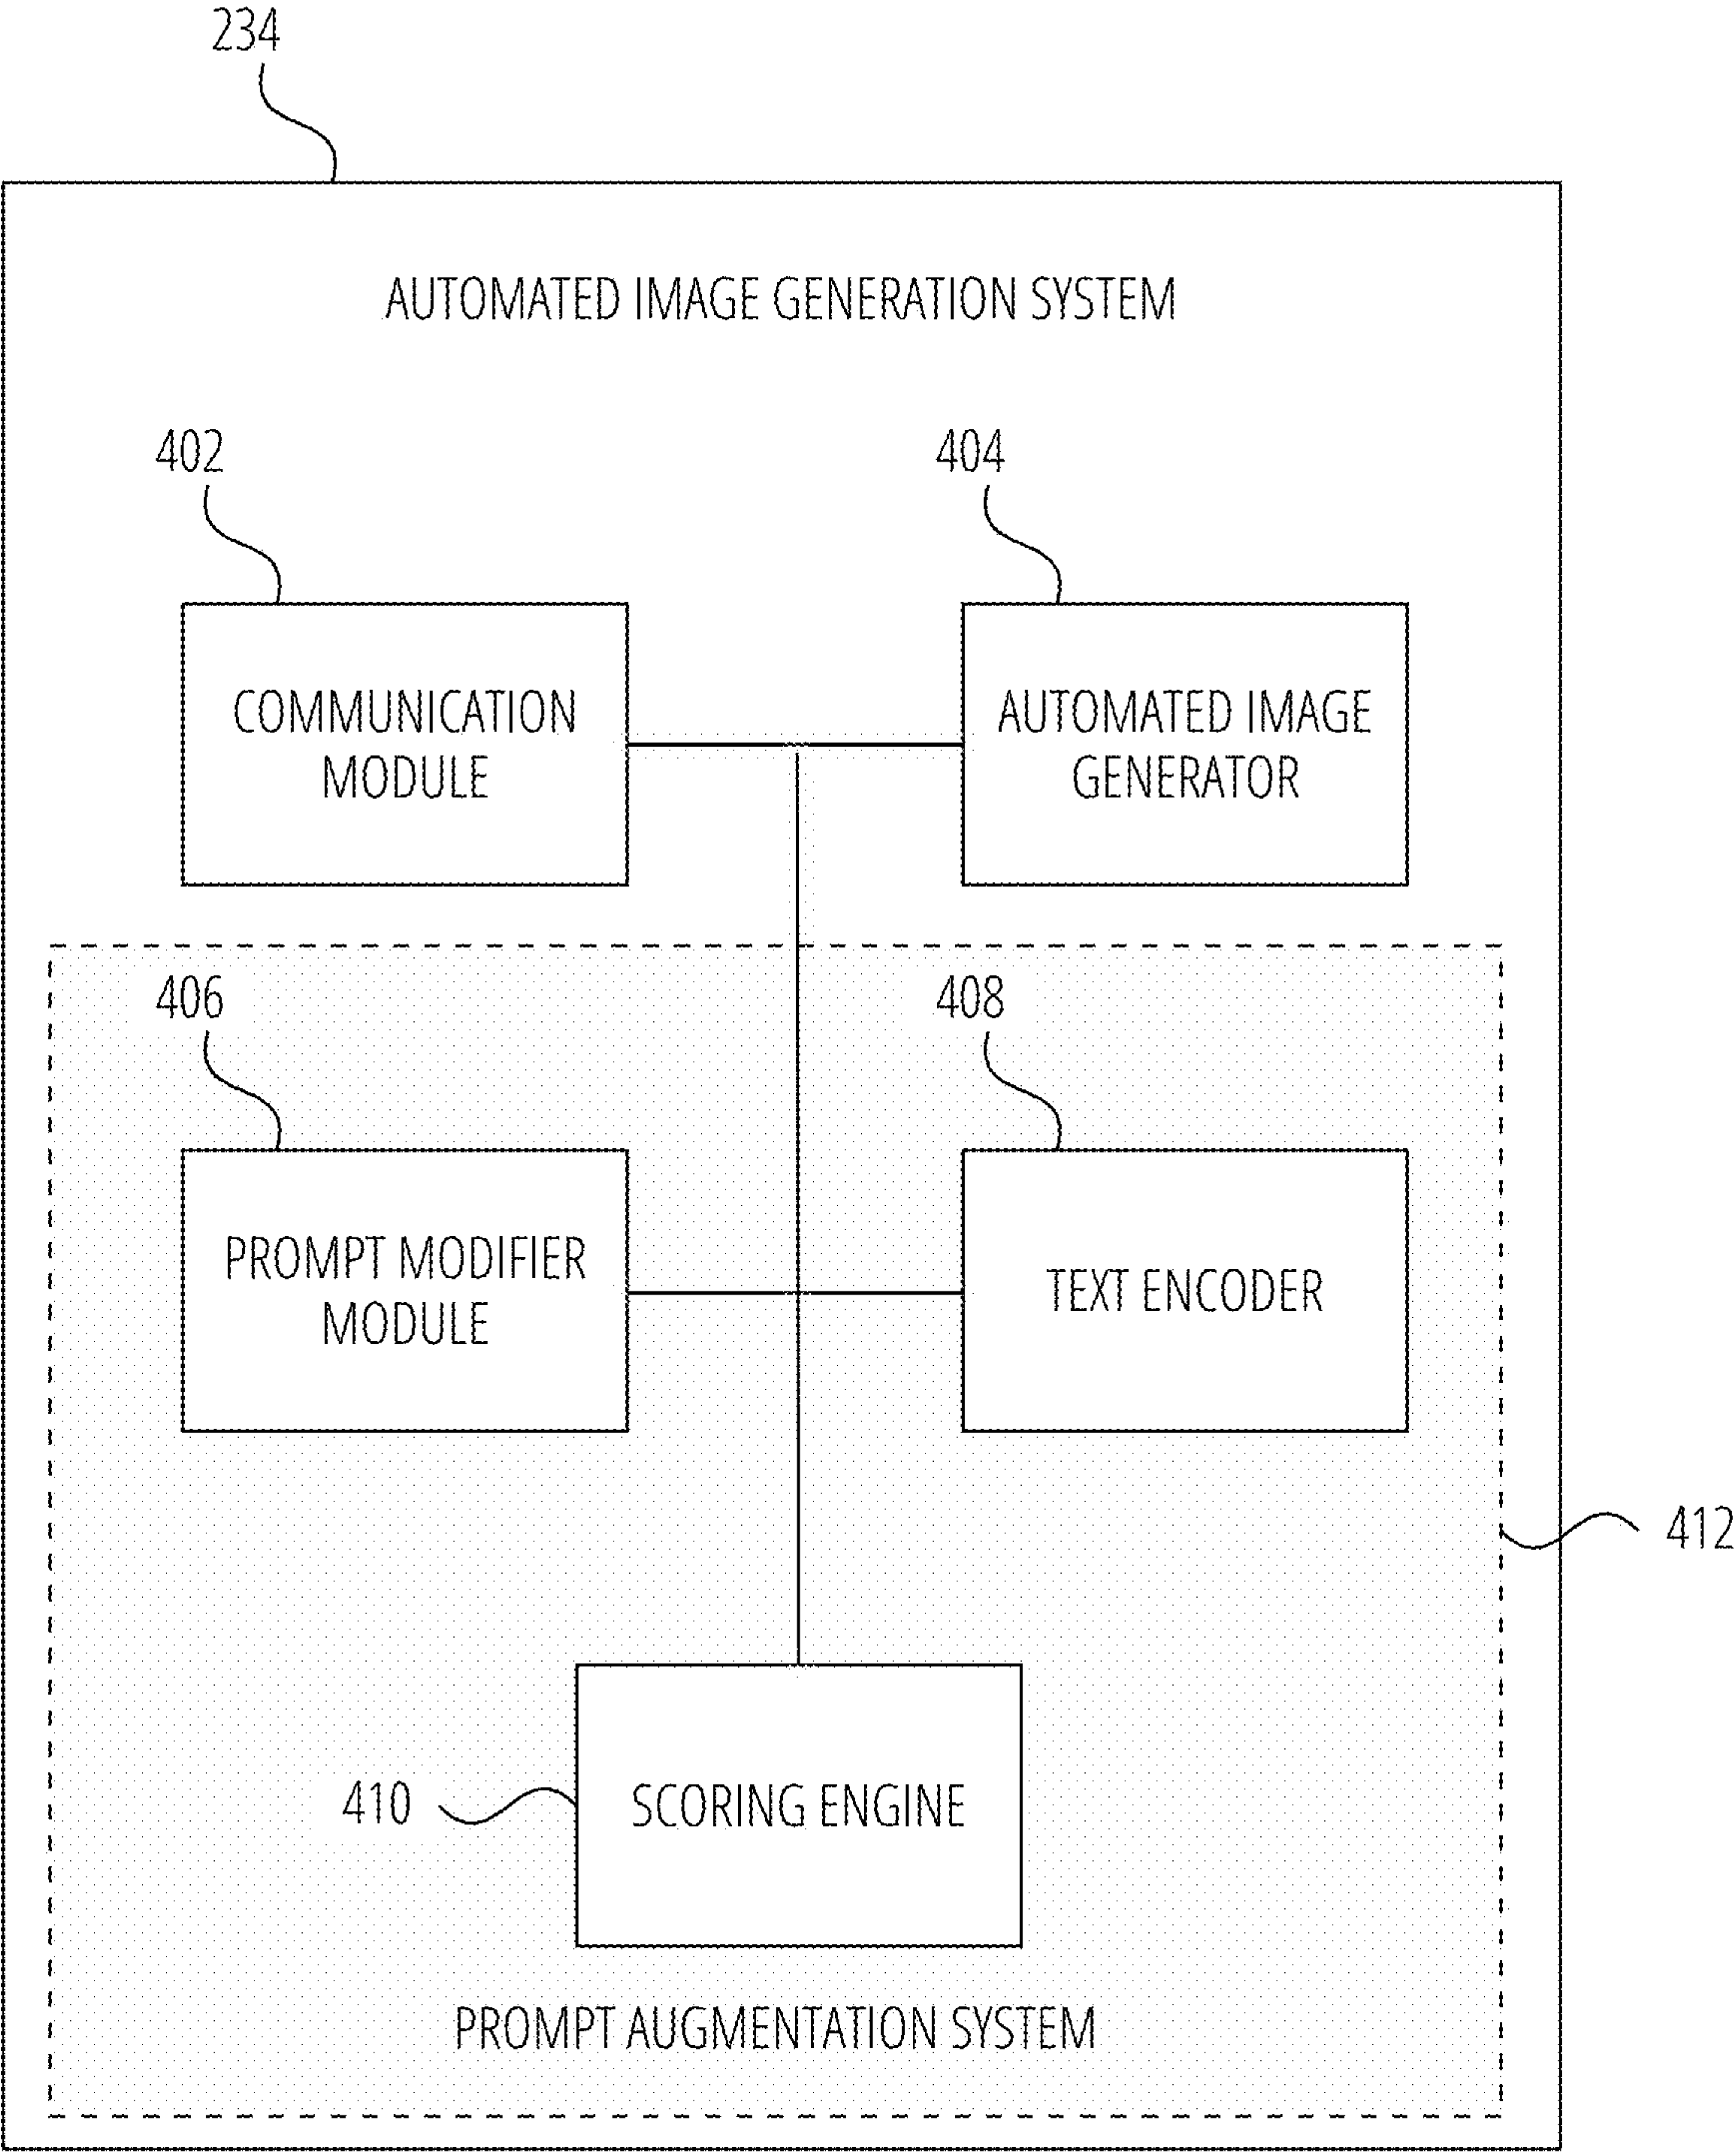 234
AUTOMATED IMAGE GENERATION SYSTEM
402
404
COMMUNICATION
MODULE
AUTOMATED IMAGE
GENERATOR
406
408
PROMPT MODIFIER
MODULE
TEXT ENCODER
412
410
SCORING ENGINE
PROMPT AUGMENTATION SYSTEM